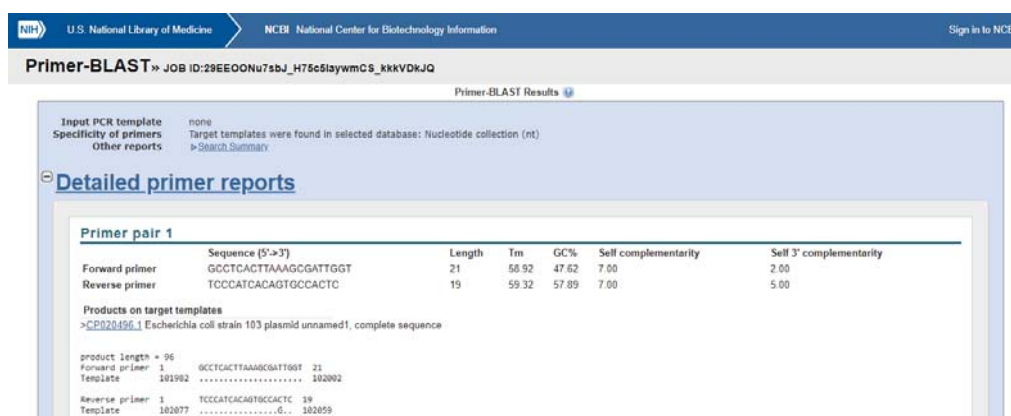 NIH U.S. National Library of Medicine NCBI National Center for Biotechnology Information Sign in to NCB
Primer-BLAST» JOB ID:29EEOONu7sbJ_H75c5laywmCS_kkkVDkJQ
Primer-BLAST Results
Input PCR template none
Specificity of primers Target templates were found in selected database: Nucleotide collection (nt)
Other reports ▶Search Summary
Detailed primer reports
Primer pair 1
Sequence (5'->3') Length Tm GC% Self complementarity Self 3' complementarity
Forward primer GCCTCACTTAAAGCGATTGGT 21 58.92 47.62 7.00 2.00
Reverse primer TCCCATCACAGTGCCACTC 19 59.32 57.89 7.00 5.00
Products on target templates
>CP020496.1 Escherichia coli strain 103 plasmid unnamed1, complete sequence
product length = 96
Forward primer 1 GCCTCACTTAAAGCGATTGGT 21
Template 101982 ..................... 102002
Reverse primer 1 TCCCATCACAGTGCCACTC 19
Template 102077 ................G.. 102059